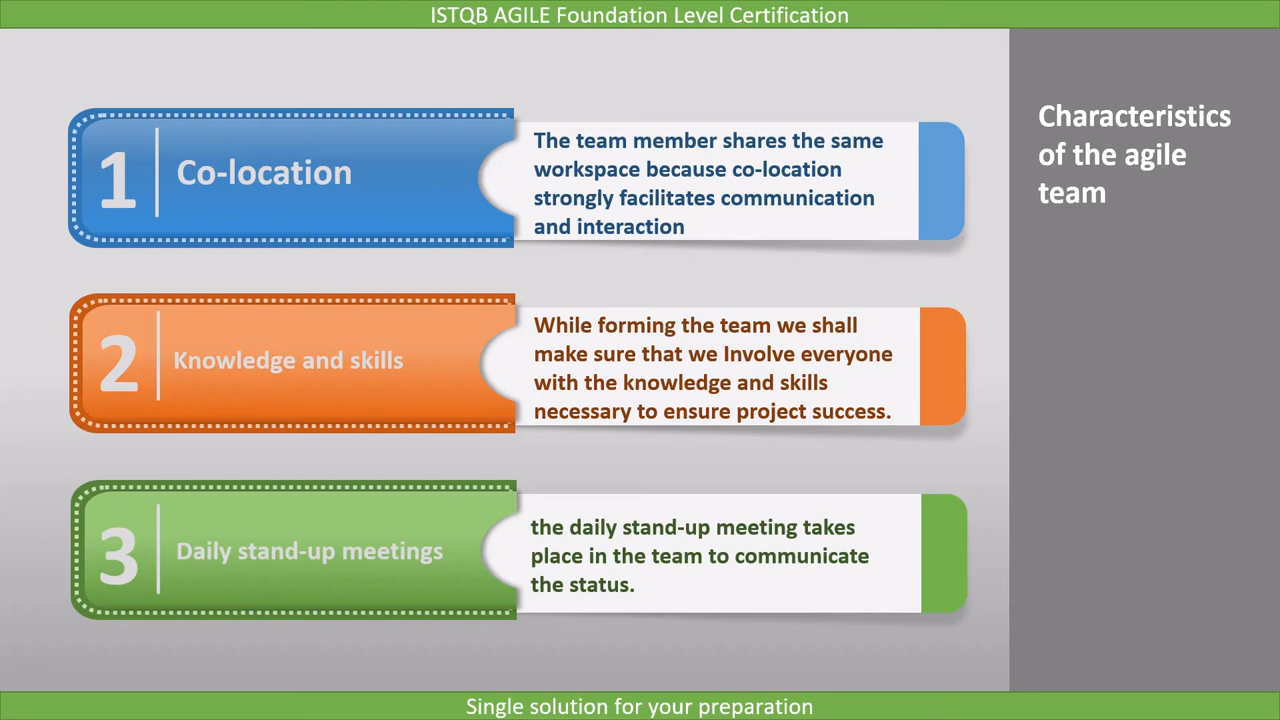 ISTQB AGILE Foundation Level Certification
1
Co-location
The team member shares the same
workspace because co-location
strongly facilitates communication
and interaction
2
Knowledge and skills
While forming the team we shall
make sure that we Involve everyone
with the knowledge and skills
necessary to ensure project success.
3
Daily stand-up meetings
the daily stand-up meeting takes
place in the team to communicate
the status.
Characteristics
of the agile
team
Single solution for your preparation